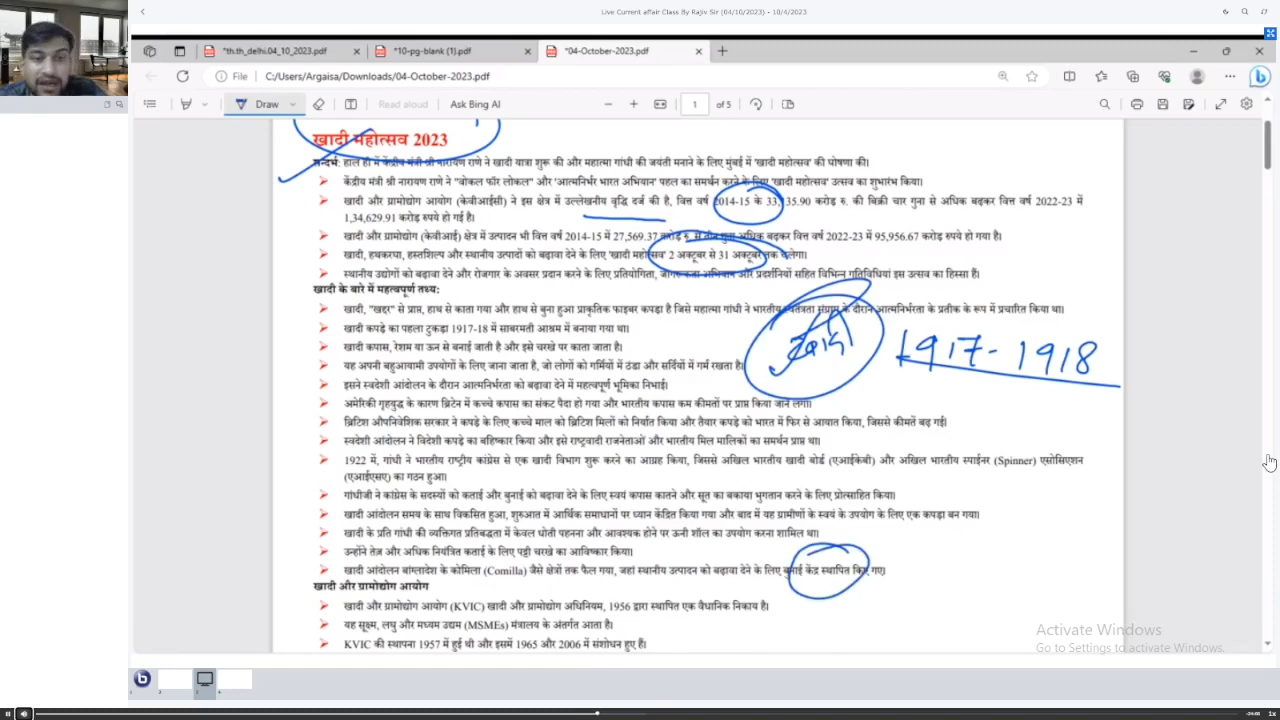 Live Current affair Class By Rajiv Sir (04/10/2023) - 10/4/2023
*th.th_delhi.04_10_2023.pdf
*10-pg-blank (1).pdf
*04-October-2023.pdf
File C:/Users/Argaisa/Downloads/04-October-2023.pdf
Draw Read aloud Ask Bing AI 1 of 5
खादी महोत्सव 2023
सन्दर्भ: हाल ही में केंद्रीय मंत्री श्री नारायण राणे ने खादी यात्रा शुरू की और महात्मा गांधी की जयंती मनाने के लिए मुंबई में 'खादी महोत्सव' की घोषणा की।
केंद्रीय मंत्री श्री नारायण राणे ने "वोकल फॉर लोकल" और 'आत्मनिर्भर भारत अभियान' पहल का समर्थन करने के लिए 'खादी महोत्सव' उत्सव का शुभारंभ किया।
खादी और ग्रामोद्योग आयोग (केवीआईसी) ने इस क्षेत्र में उल्लेखनीय वृद्धि दर्ज की है, वित्त वर्ष 2014-15 के 33,135.90 करोड़ रु. की बिक्री चार गुना से अधिक बढ़कर वित्त वर्ष 2022-23 में
1,34,629.91 करोड़ रुपये हो गई है।
खादी और ग्रामोद्योग (केवीआई) क्षेत्र में उत्पादन भी वित्त वर्ष 2014-15 में 27,569.37 करोड़ रु से तीन गुना अधिक बढ़कर वित्त वर्ष 2022-23 में 95,956.67 करोड़ रुपये हो गया है।
खादी, हथकरघा, हस्तशिल्प और स्थानीय उत्पादों को बढ़ावा देने के लिए 'खादी महोत्सव' 2 अक्टूबर से 31 अक्टूबर तक चलेगा।
स्थानीय उद्योगों को बढ़ावा देने और रोजगार के अवसर प्रदान करने के लिए प्रतियोगिता, जागरूकता अभियान और प्रदर्शनियों सहित विभिन्न गतिविधियां इस उत्सव का हिस्सा हैं।
खादी के बारे में महत्वपूर्ण तथ्य:
खादी, "खद्दर" से प्राप्त, हाथ से काता गया और हाथ से बुना हुआ प्राकृतिक फाइबर कपड़ा है जिसे महात्मा गांधी ने भारतीय स्वतंत्रता संग्राम के दौरान आत्मनिर्भरता के प्रतीक के रूप में प्रचारित किया था।
खादी कपड़े का पहला टुकड़ा 1917-18 में साबरमती आश्रम में बनाया गया था।
1917-1918
खादी कपास, रेशम या ऊन से बनाई जाती है और इसे चरखे पर काता जाता है।
यह अपनी बहुआयामी उपयोगों के लिए जाना जाता है, जो लोगों को गर्मियों में ठंडा और सर्दियों में गर्म रखता है।
इसने स्वदेशी आंदोलन के दौरान आत्मनिर्भरता को बढ़ावा देने में महत्वपूर्ण भूमिका निभाई।
अमेरिकी गृहयुद्ध के कारण ब्रिटेन में कच्चे कपास का संकट पैदा हो गया और भारतीय कपास कम कीमतों पर प्राप्त किया जाने लगा।
ब्रिटिश औपनिवेशिक सरकार ने कपड़े के लिए कच्चे माल को ब्रिटिश मिलों को निर्यात किया और तैयार कपड़े को भारत में फिर से आयात किया, जिससे कीमतें बढ़ गईं।
स्वदेशी आंदोलन ने विदेशी कपड़े का बहिष्कार किया और इसे राष्ट्रवादी राजनेताओं और भारतीय मिल मालिकों का समर्थन प्राप्त था।
1922 में, गांधी ने भारतीय राष्ट्रीय कांग्रेस से एक खादी विभाग शुरू करने का आग्रह किया, जिससे अखिल भारतीय खादी बोर्ड (एआईकेबी) और अखिल भारतीय स्पाईनर (Spinner) एसोसिएशन
(एआईएसए) का गठन हुआ।
गांधीजी ने कांग्रेस के सदस्यों को कताई और बुनाई को बढ़ावा देने के लिए स्वयं कपास कातने और सूत का बकाया भुगतान करने के लिए प्रोत्साहित किया।
खादी आंदोलन समय के साथ विकसित हुआ, शुरुआत में आर्थिक समाधानों पर ध्यान केंद्रित किया गया और बाद में यह ग्रामीणों के स्वयं के उपयोग के लिए एक कपड़ा बन गया।
खादी के प्रति गांधी की व्यक्तिगत प्रतिबद्धता में केवल धोती पहनना और आवश्यक होने पर ऊनी शॉल का उपयोग करना शामिल था।
उन्होंने तेज़ और अधिक नियंत्रित कताई के लिए पट्टी चरखे का आविष्कार किया।
खादी आंदोलन बांग्लादेश के कोमिला (Comilla) जैसे क्षेत्रों तक फैल गया, जहां स्थानीय उत्पादन को बढ़ावा देने के लिए बुनाई केंद्र स्थापित किए गए।
खादी और ग्रामोद्योग आयोग
खादी और ग्रामोद्योग आयोग (KVIC) खादी और ग्रामोद्योग अधिनियम, 1956 द्वारा स्थापित एक वैधानिक निकाय है।
यह सूक्ष्म, लघु और मध्यम उद्यम (MSMEs) मंत्रालय के अंतर्गत आता है।
KVIC की स्थापना 1957 में हुई थी और इसमें 1965 और 2006 में संशोधन हुए हैं।
Activate Windows
Go to Settings to activate Windows.
1x